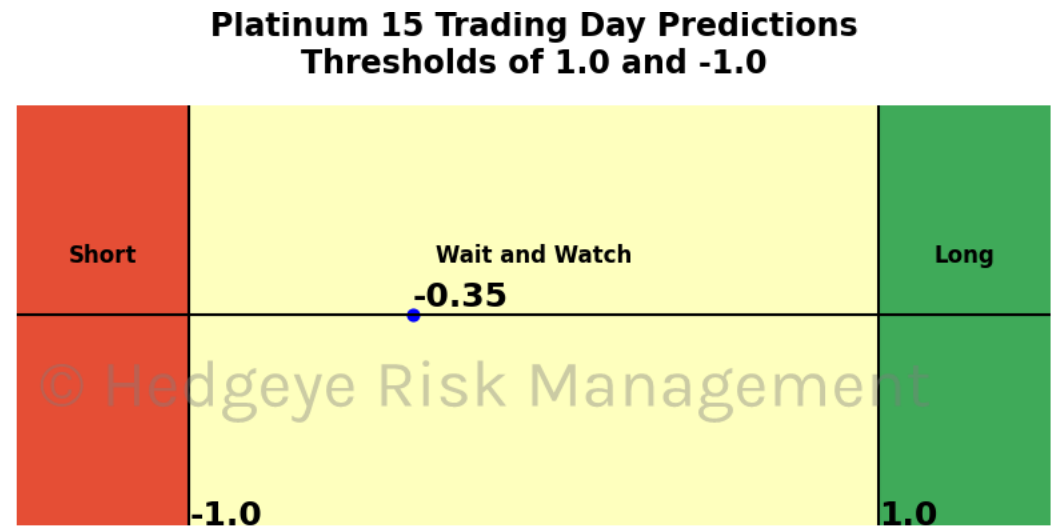 Platinum 15 Trading Day Predictions
Thresholds of 1.0 and -1.0
Short
Wait and Watch
Long
-0.35
© Hedgeye Risk Management
-1.0
1.0